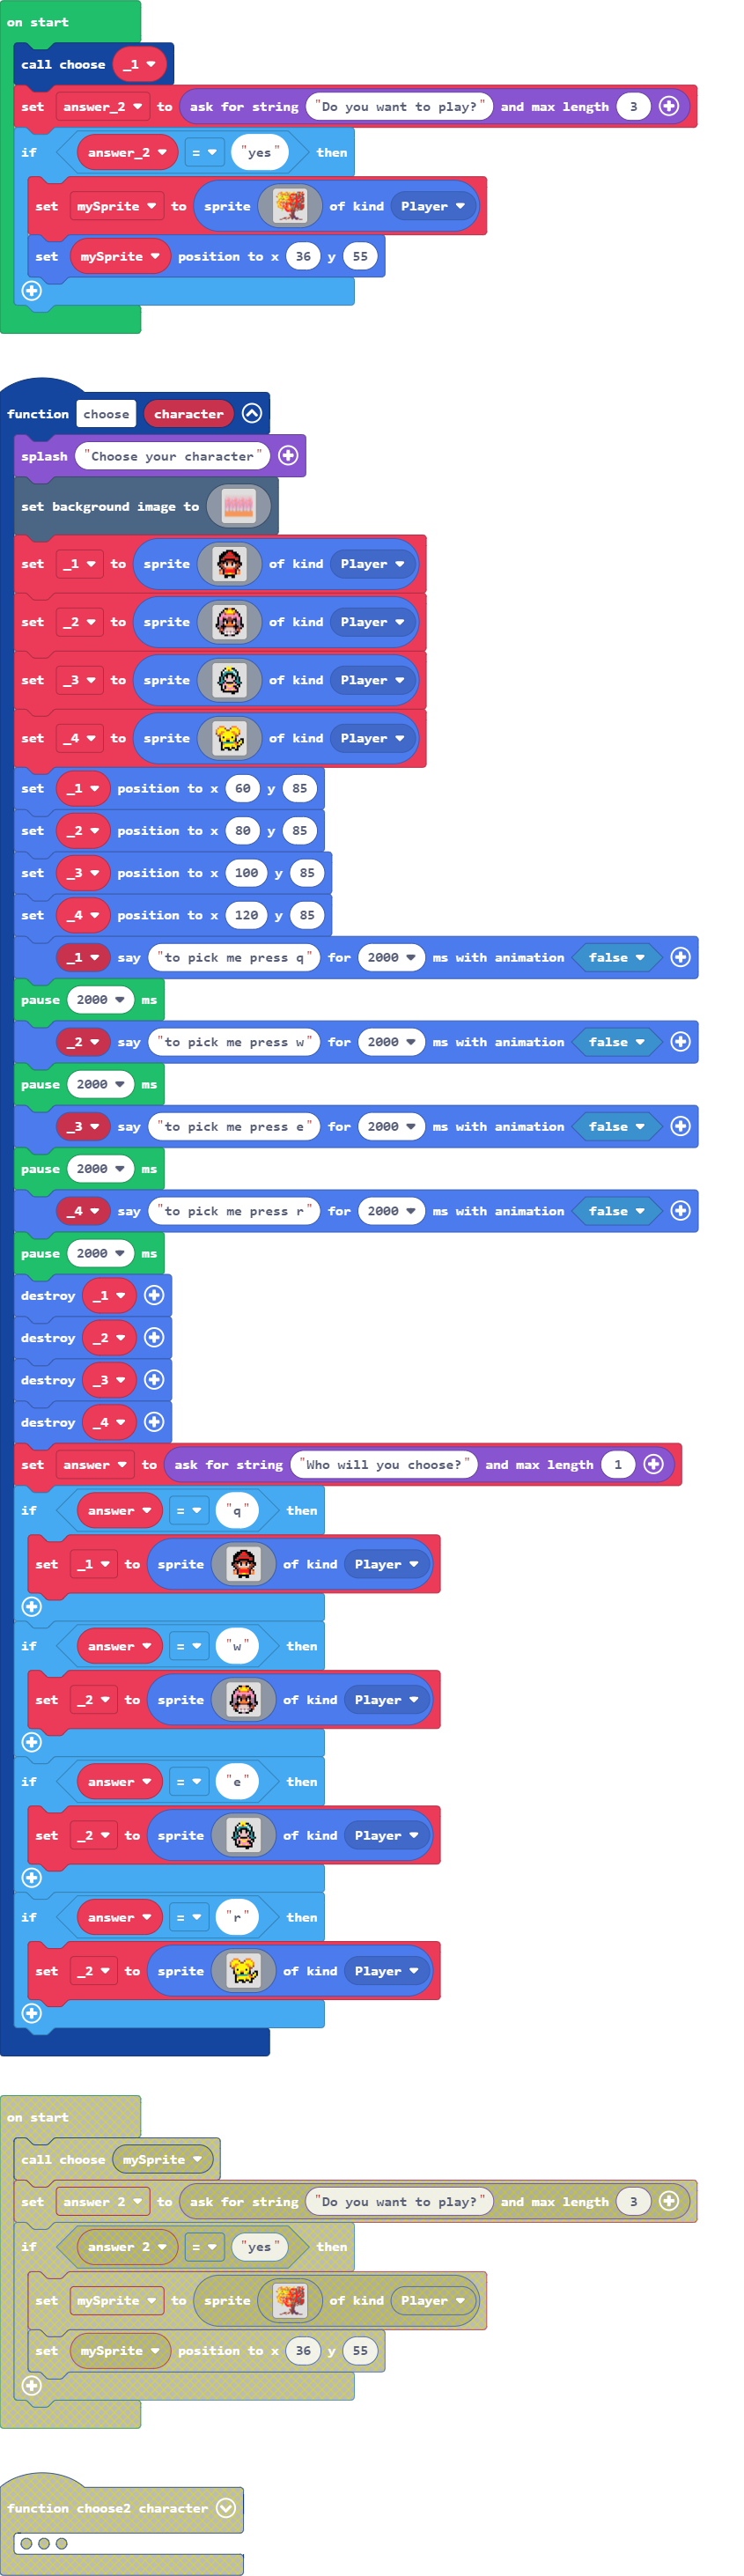 on start
call choose _1
set answer_2 to ask for string "Do you want to play?" and max length 3
if answer_2 = "yes" then
set mySprite to sprite of kind Player
set mySprite position to x 36 y 55
function choose character
splash "Choose your character"
set background image to
set _1 to sprite of kind Player
set _2 to sprite of kind Player
set _3 to sprite of kind Player
set _4 to sprite of kind Player
set _1 position to x 60 y 85
set _2 position to x 80 y 85
set _3 position to x 100 y 85
set _4 position to x 120 y 85
_1 say "to pick me press q" for 2000 ms with animation false
pause 2000 ms
_2 say "to pick me press w" for 2000 ms with animation false
pause 2000 ms
_3 say "to pick me press e" for 2000 ms with animation false
pause 2000 ms
_4 say "to pick me press r" for 2000 ms with animation false
pause 2000 ms
destroy _1
destroy _2
destroy _3
destroy _4
set answer to ask for string "Who will you choose?" and max length 1
if answer = "q" then
set _1 to sprite of kind Player
if answer = "w" then
set _2 to sprite of kind Player
if answer = "e" then
set _2 to sprite of kind Player
if answer = "r" then
set _2 to sprite of kind Player
on start
call choose mySprite
set answer 2 to ask for string "Do you want to play?" and max length 3
if answer 2 = "yes" then
set mySprite to sprite of kind Player
set mySprite position to x 36 y 55
function choose2 character